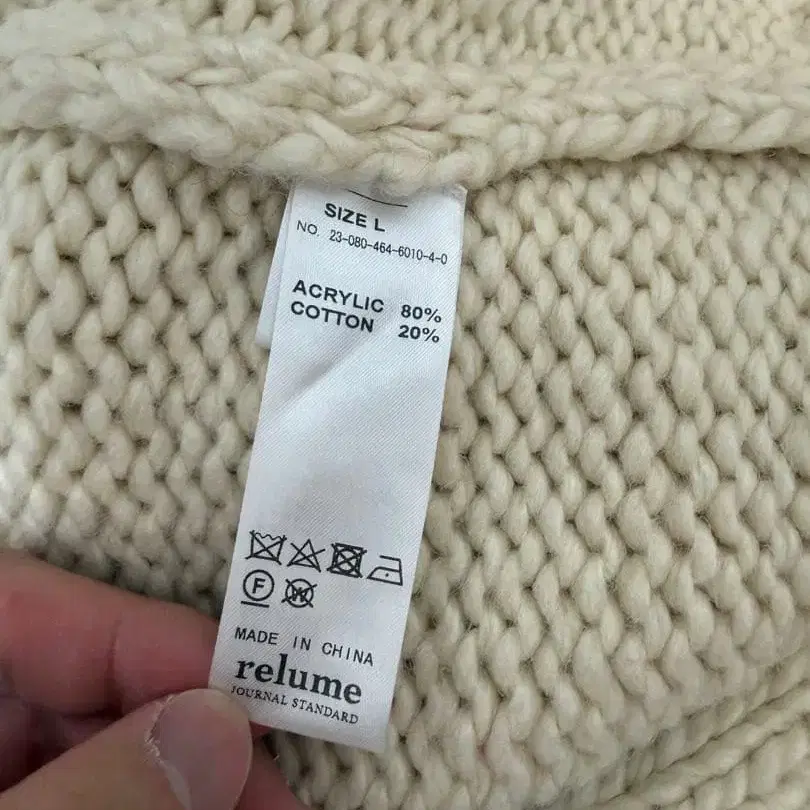 SIZE L
NO. 23-080-464-6010-4-0
ACRYLIC 80%
COTTON 20%
F W
MADE IN CHINA
relume
JOURNAL STANDARD